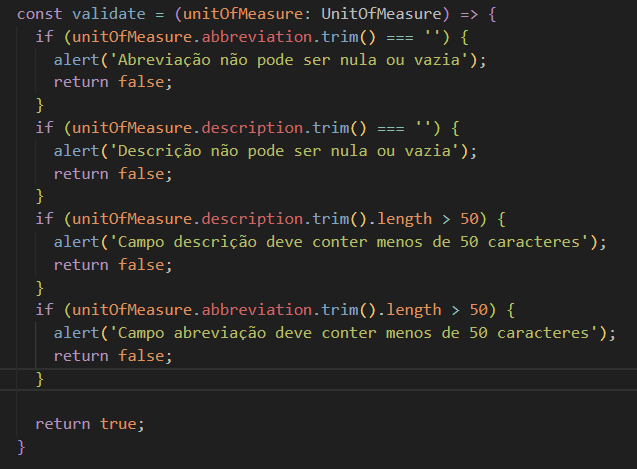 const validate = (unitOfMeasure: UnitOfMeasure) => {
if (unitOfMeasure.abbreviation.trim() === '') {
alert('Abreviação não pode ser nula ou vazia');
return false;
}
if (unitOfMeasure.description.trim() === '') {
alert('Descrição não pode ser nula ou vazia');
return false;
}
if (unitOfMeasure.description.trim().length > 50) {
alert('Campo descrição deve conter menos de 50 caracteres');
return false;
}
if (unitOfMeasure.abbreviation.trim().length > 50) {
alert('Campo abreviação deve conter menos de 50 caracteres');
return false;
}
return true;
}